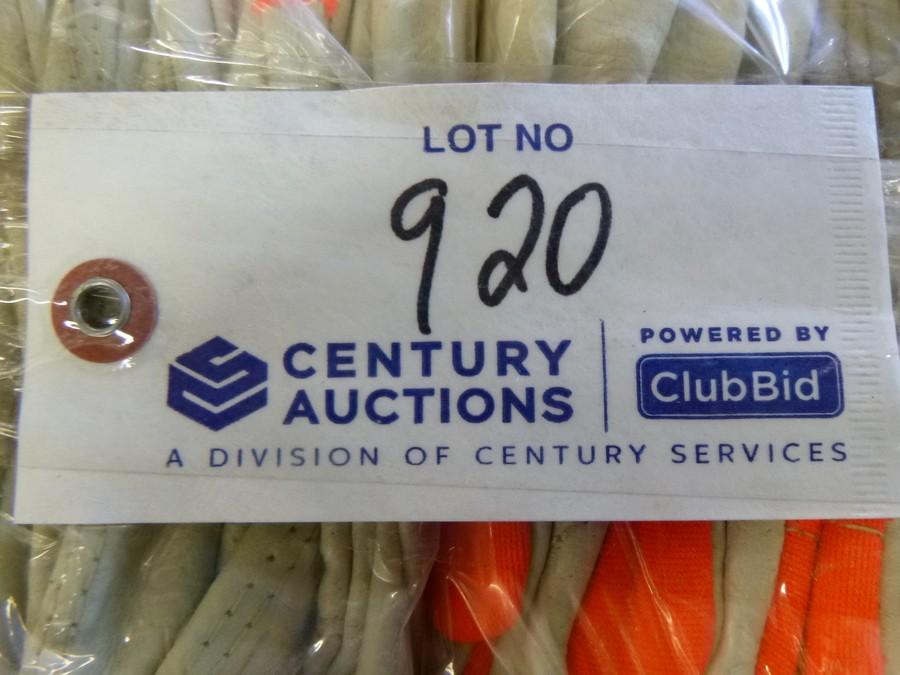 LOT NO
920
CENTURY
AUCTIONS
POWERED BY
ClubBid
A DIVISION OF CENTURY SERVICES